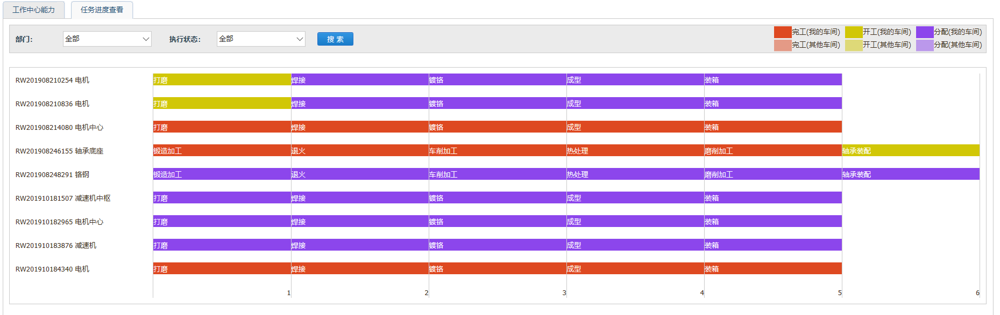 工作中心能力 任务进度查看
部门: 全部 执行状态: 全部 搜 索 完工(我的车间) 开工(我的车间) 分配(我的车间)
完工(其他车间) 开工(其他车间) 分配(其他车间)
RW201908210254 电机 打磨 焊接 镀铬 成型 装箱
RW201908210836 电机 打磨 焊接 镀铬 成型 装箱
RW201908214080 电机中心 打磨 焊接 镀铬 成型 装箱
RW201908246155 轴承底座 锻造加工 退火 车削加工 热处理 磨削加工 轴承装配
RW201908248291 铬钢 锻造加工 退火 车削加工 热处理 磨削加工 轴承装配
RW201910181507 减速机中枢 打磨 焊接 镀铬 成型 装箱
RW201910182965 电机中心 打磨 焊接 镀铬 成型 装箱
RW201910183876 减速机 打磨 焊接 镀铬 成型 装箱
RW201910184340 电机 打磨 焊接 镀铬 成型 装箱
1 2 3 4 5 6